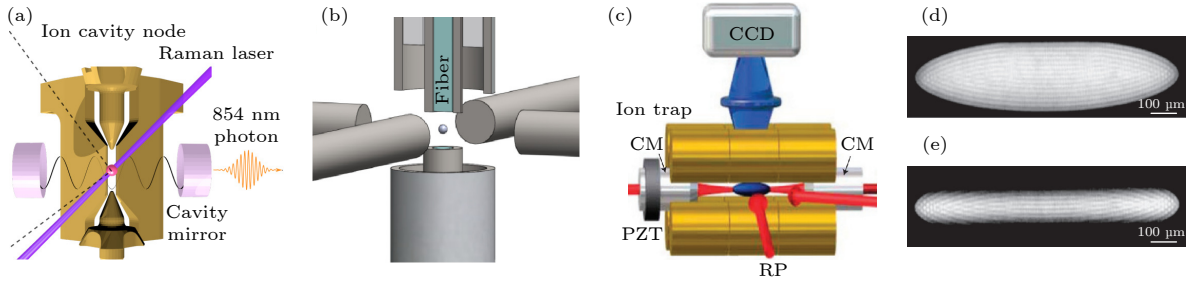 (a)
Ion cavity node
Raman laser
854 nm
photon
Cavity
mirror
(b)
Fiber
(c)
CCD
Ion trap
CM
CM
PZT
RP
(d)
100 µm
(e)
100 µm